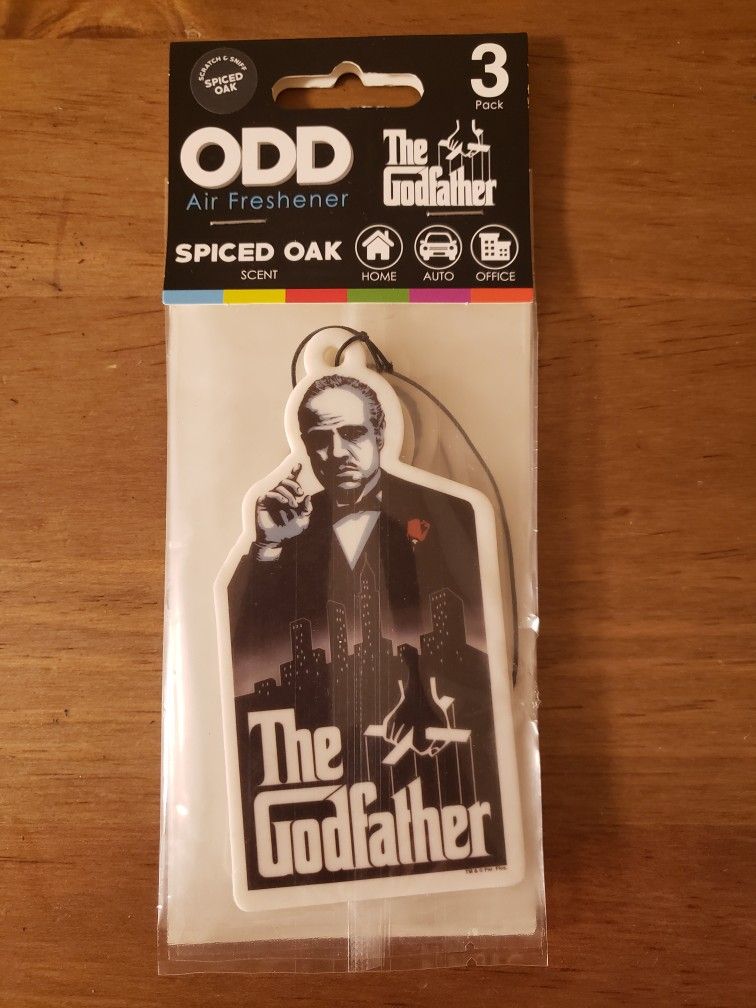 SCRATCH & SNIFF
SPICED
OAK
3
Pack
ODD
Air Freshener
The
Godfather
SPICED OAK
SCENT
HOME
AUTO
OFFICE
The
Godfather